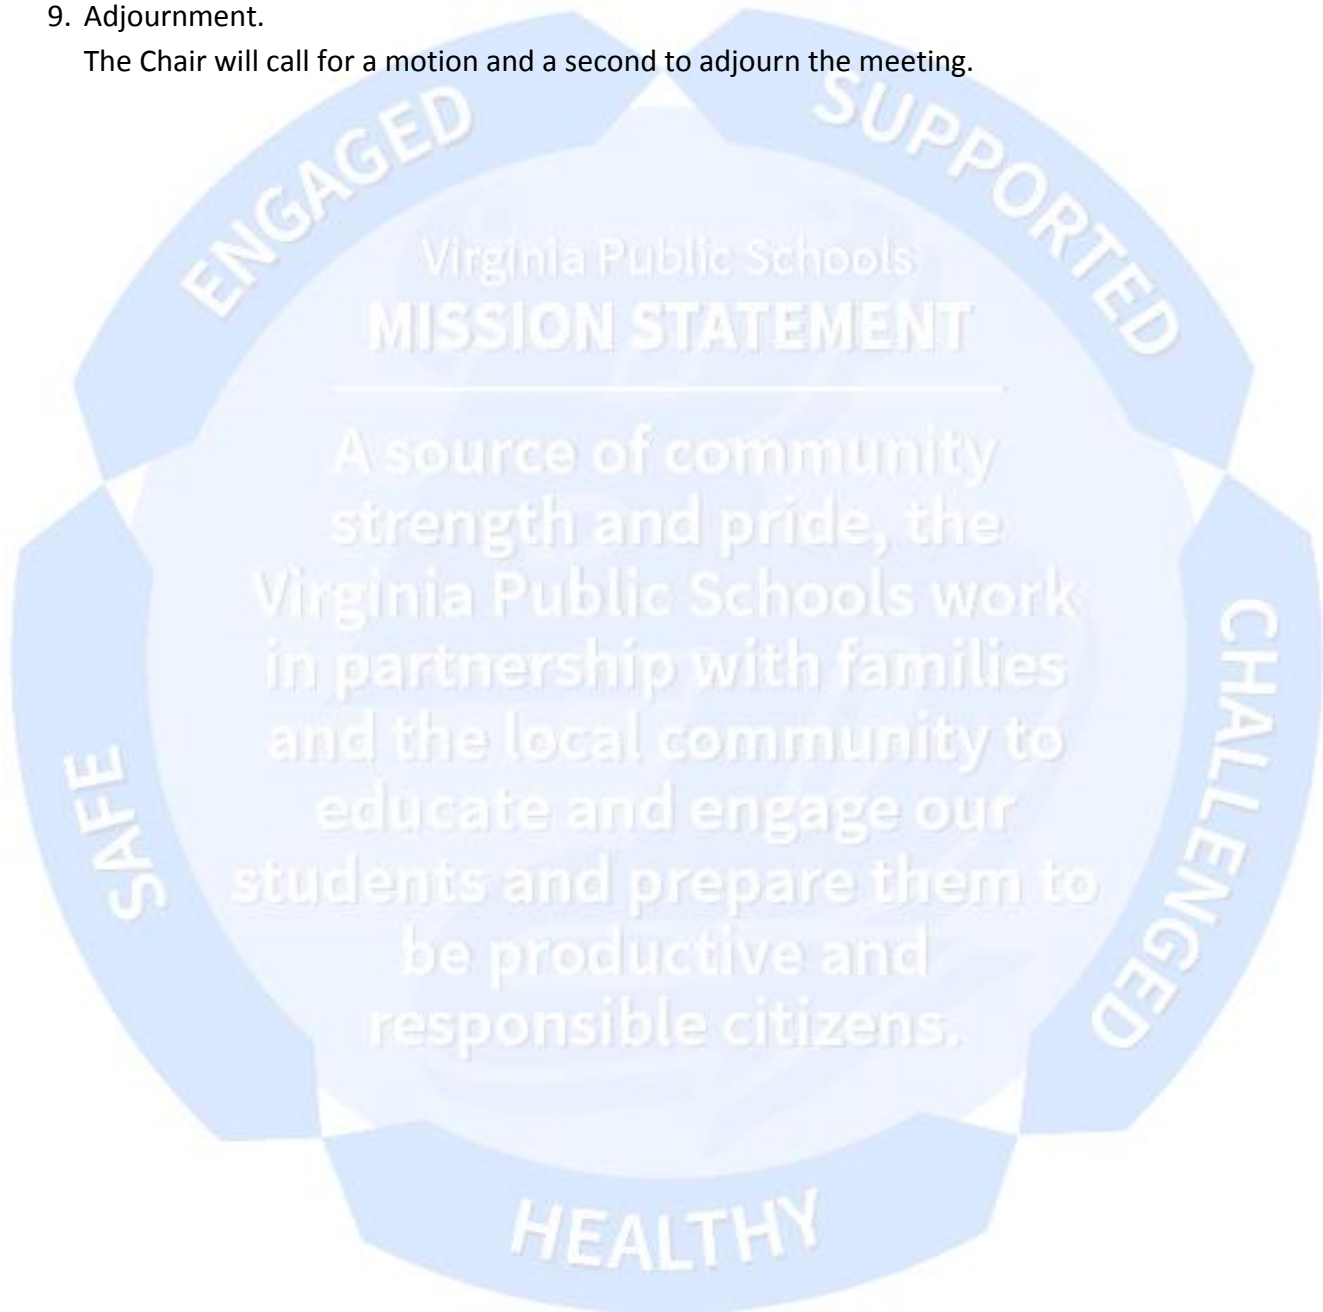 9. Adjournment.
The Chair will call for a motion and a second to adjourn the meeting.
ENGAGED
SUPPORTED
Virginia Public Schools
MISSION STATEMENT
A source of community
strength and pride, the
Virginia Public Schools work
in partnership with families
and the local community to
educate and engage our
students and prepare them to
be productive and
responsible citizens.
SAFE
CHALLENGED
HEALTHY